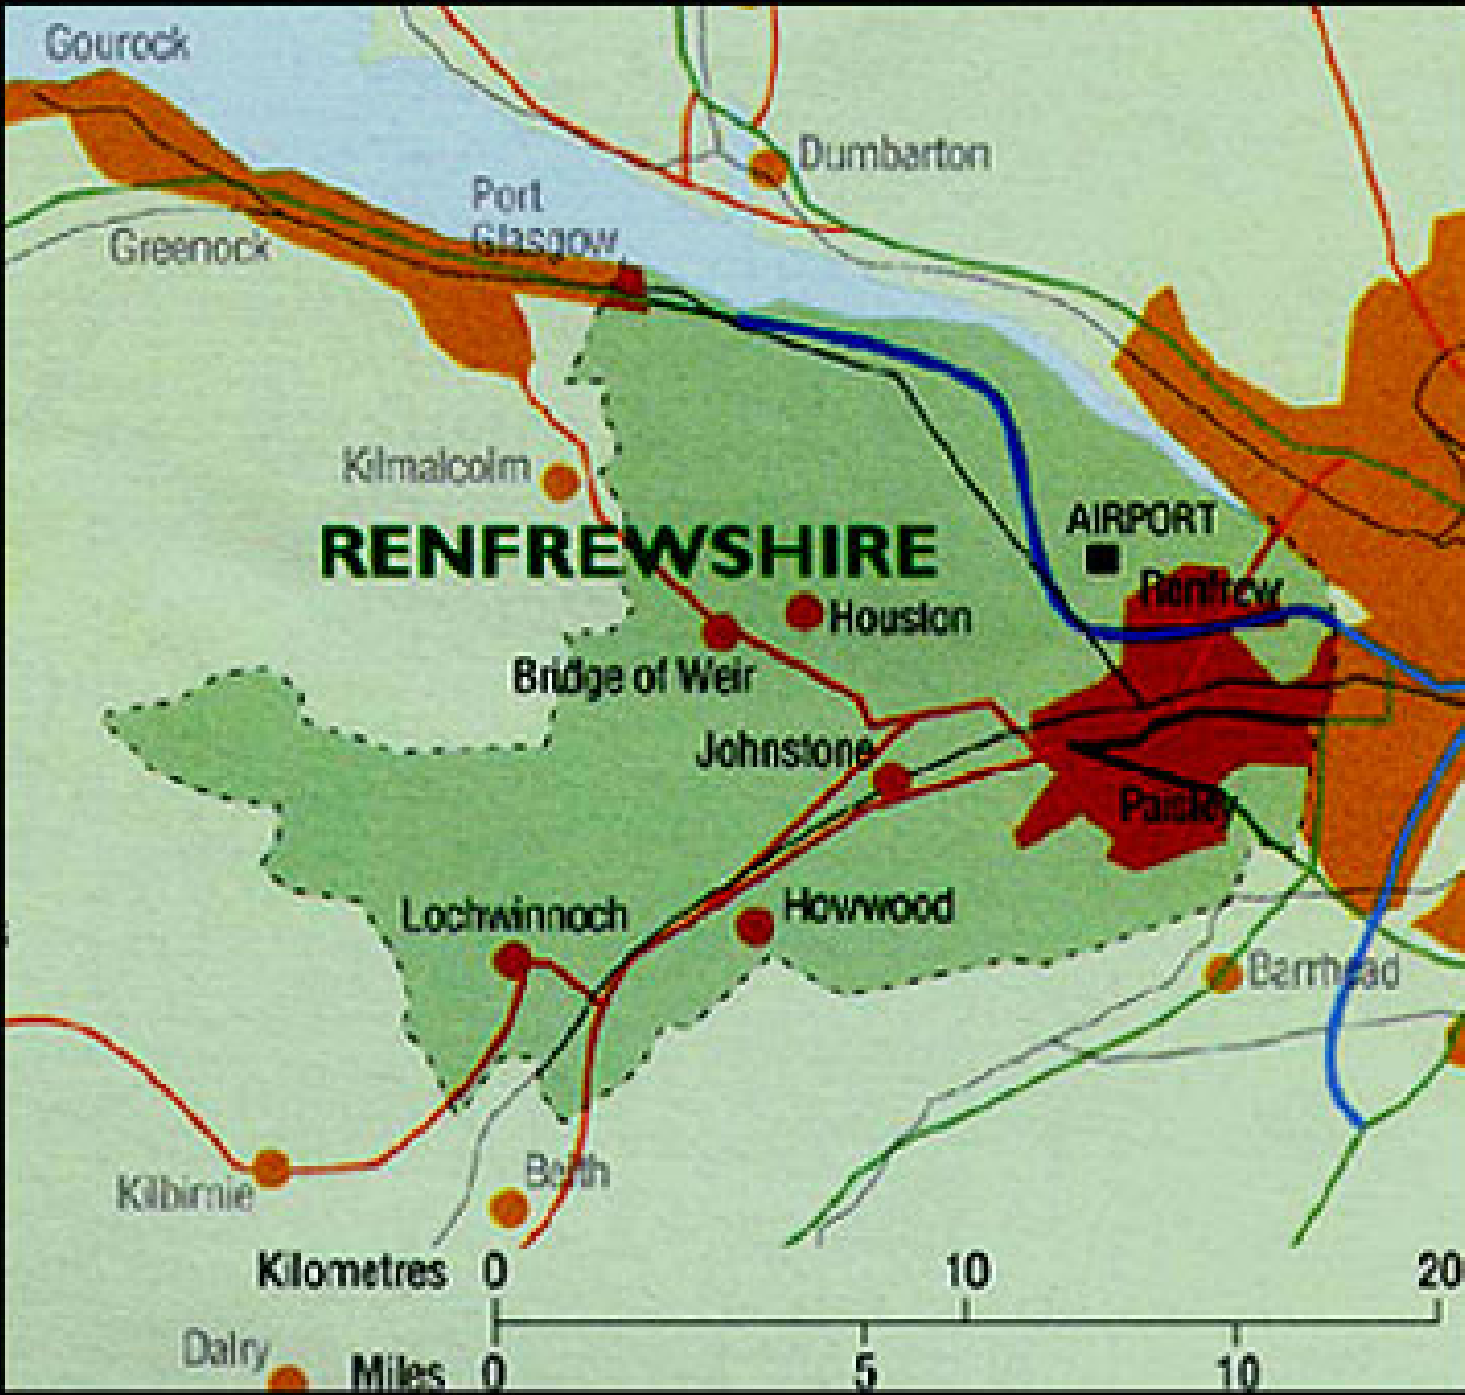 Gourock
Dumbarton
Port
Glasgow
Greenock
Kilmalcolm
AIRPORT
RENFREWSHIRE
Renfrew
Houston
Bridge of Weir
Johnstone
Paisley
Lochwinnoch
Howwood
Barrhead
Beith
Kilbirnie
Kilometres 0 10 20
Dalry
Miles 0 5 10